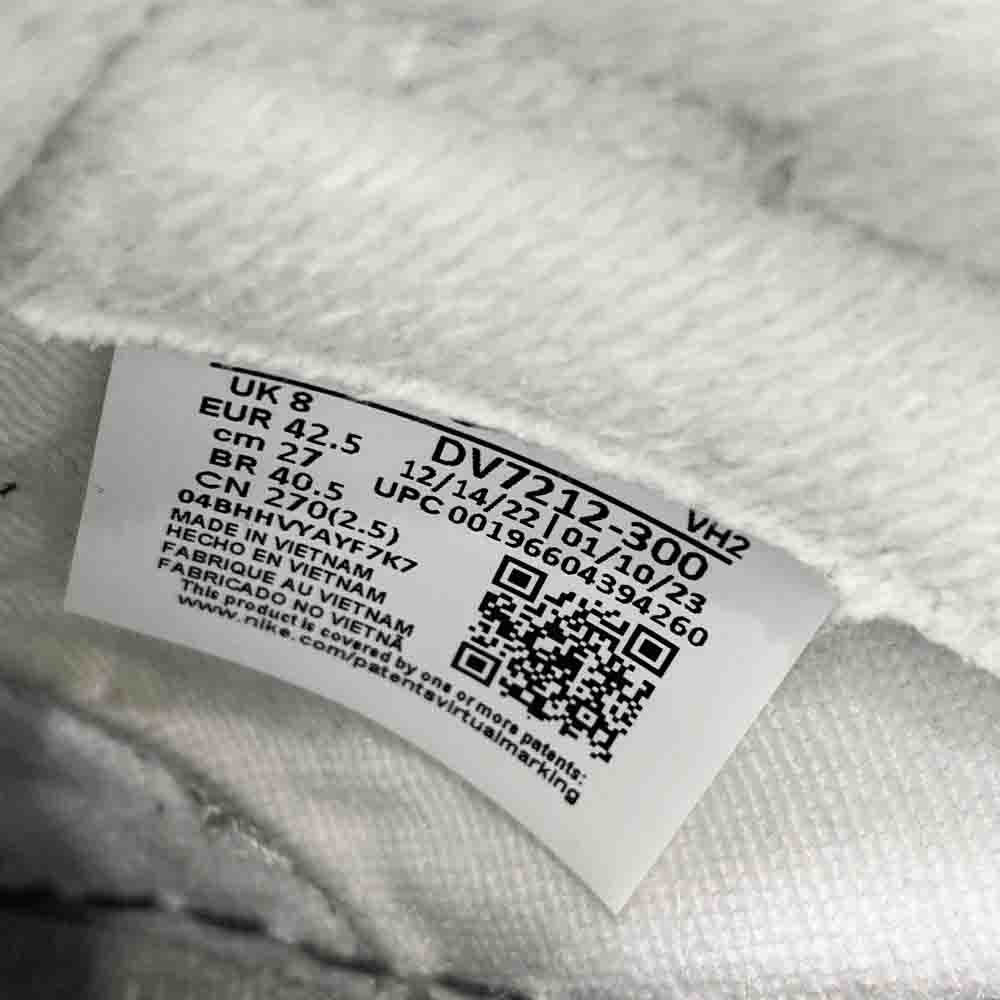 UK 8
EUR 42.5
cm 27
BR 40.5
CN 270(2.5)
04BHHVYAYF7K7
MADE IN VIETNAM
HECHO EN VIETNAM
FABRIQUE AU VIETNAM
FABRICADO NO VIETNÃ
This product is covered by one or more patents:
www.nike.com/patentsvirtualmarking
VH2
DV7212-300
12/14/22 | 01/10/23
UPC 00196604394260